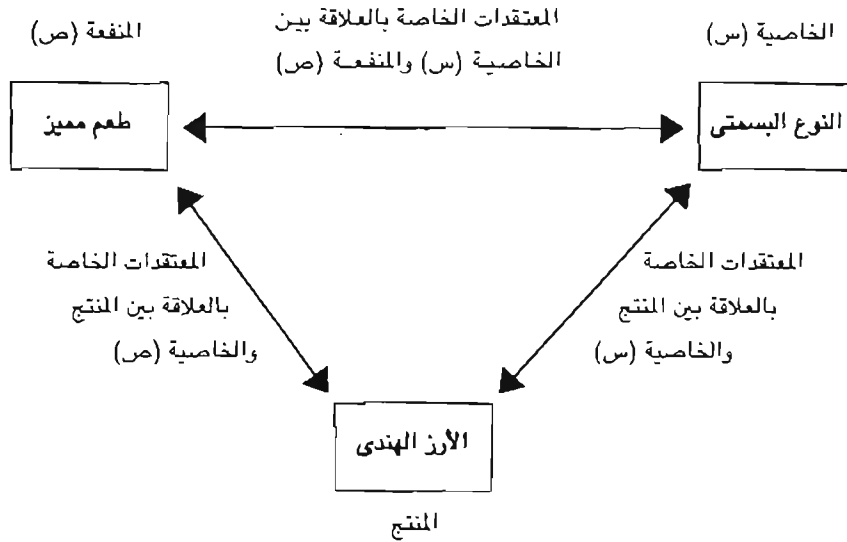 الخاصية (س)
المعتقدات الخاصة بالعلاقة بين
الخاصية (س) والمنفعة (ص)
المنفعة (ص)
النوع البسمتى
طعم مميز
المعتقدات الخاصة
بالعلاقة بين المنتج
والخاصية (س)
المعتقدات الخاصة
بالعلاقة بين المنتج
والخاصية (ص)
الأرز الهندى
المنتج